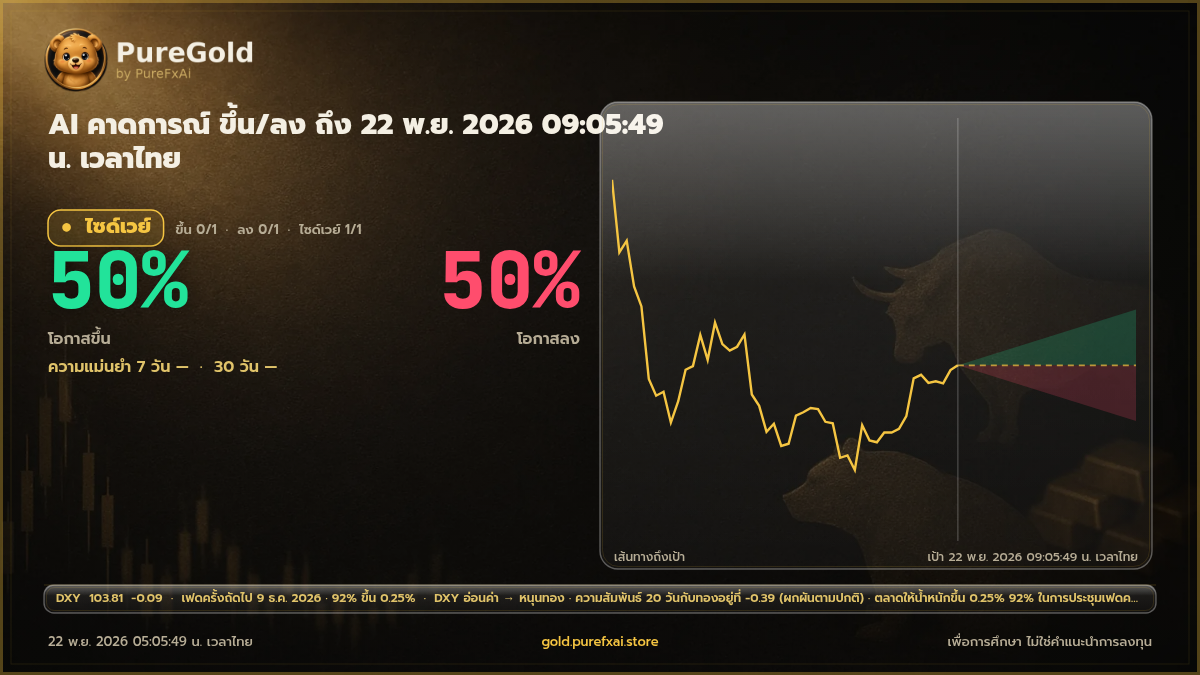 PureGold
by PureFxAi
AI คาดการณ์ ขึ้น/ลง ถึง 22 พ.ย. 2026 09:05:49
น. เวลาไทย
• ไซด์เวย์ ขึ้น 0/1 · ลง 0/1 · ไซด์เวย์ 1/1
50% 50%
โอกาสขึ้น โอกาสลง
ความแม่นยำ 7 วัน — · 30 วัน —
เส้นทางถึงเป้า เป้า 22 พ.ย. 2026 09:05:49 น. เวลาไทย
DXY 103.81 -0.09 · เฟดครั้งถัดไป 9 ธ.ค. 2026 · 92% ขึ้น 0.25% · DXY อ่อนค่า → หนุนทอง · ความสัมพันธ์ 20 วันกับทองอยู่ที่ -0.39 (ผกผันตามปกติ) · ตลาดให้น้ำหนักขึ้น 0.25% 92% ในการประชุมเฟดค...
22 พ.ย. 2026 05:05:49 น. เวลาไทย gold.purefxai.store เพื่อการศึกษา ไม่ใช่คำแนะนำการลงทุน